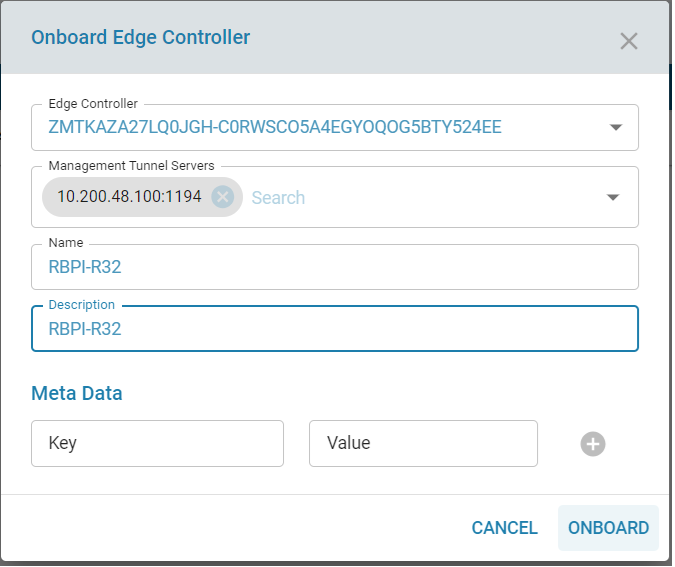 Onboard Edge Controller
Edge Controller
ZMTKAZA27LQ0JGH-C0RWSCO5A4EGYOQOG5BTY524EE
Management Tunnel Servers
10.200.48.100:1194 Search
Name
RBPI-R32
Description
RBPI-R32
Meta Data
Key Value
CANCEL ONBOARD